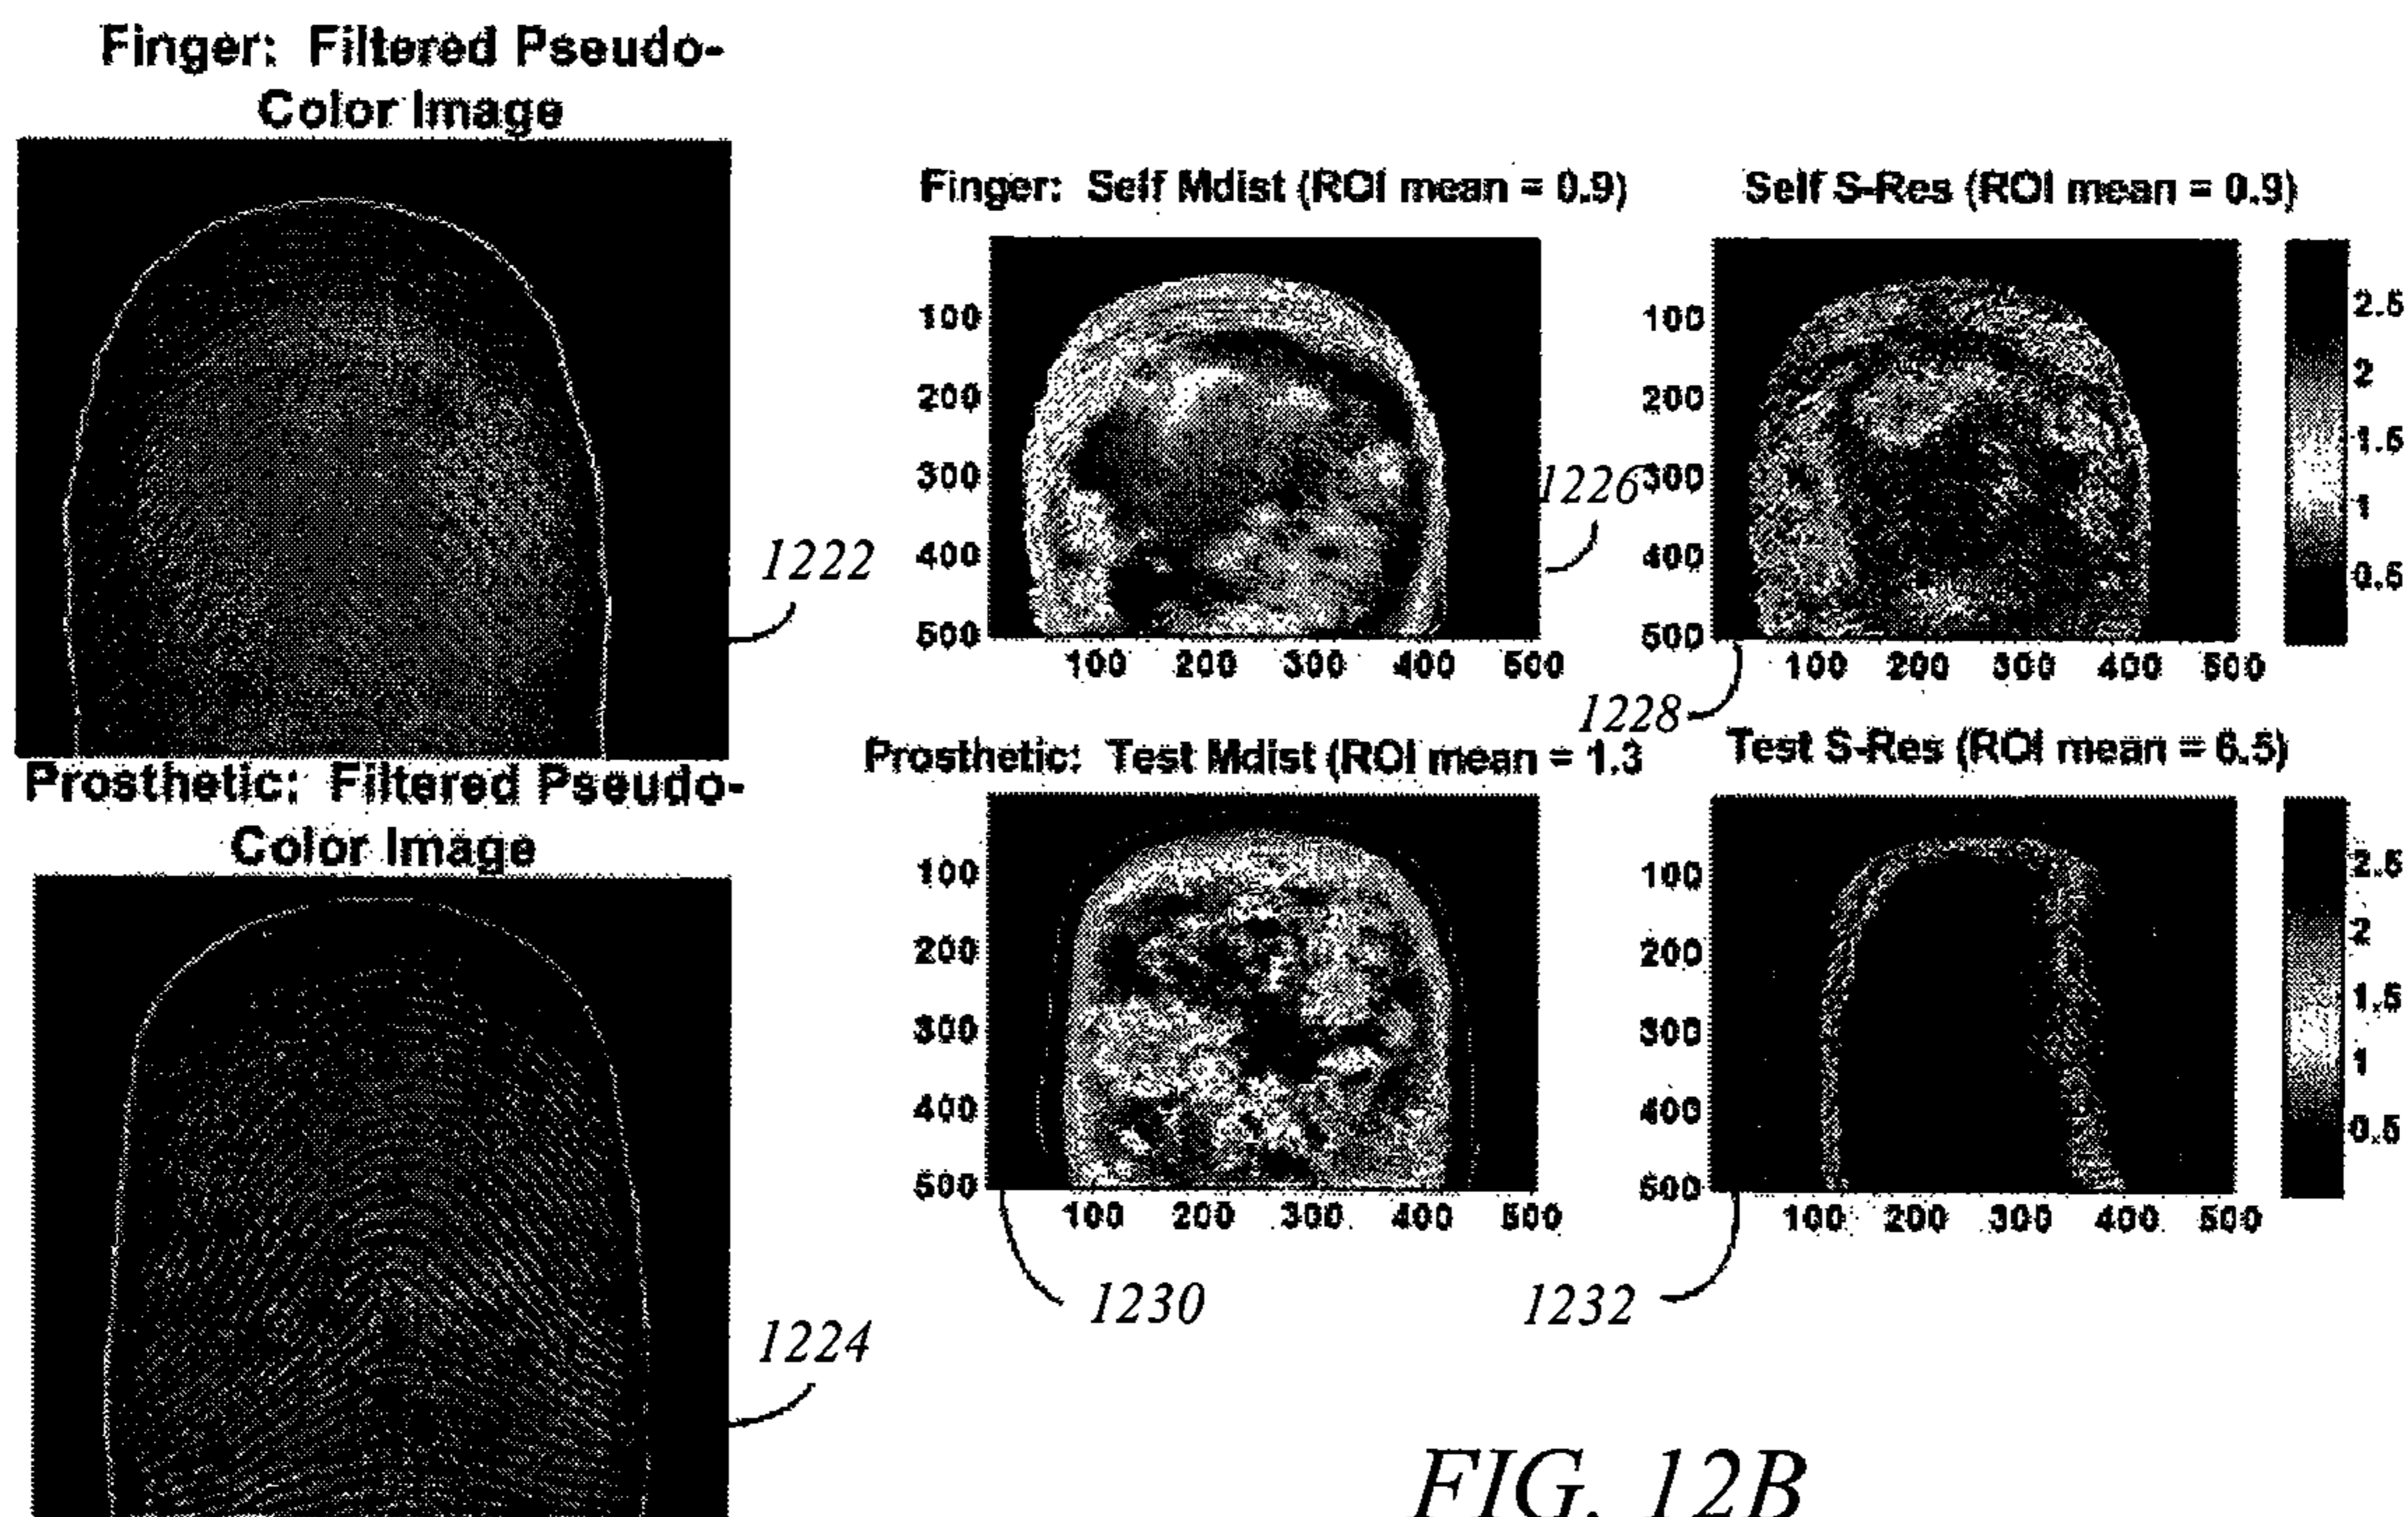 Finger: Filtered Pseudo-
Color Image
1222
Prosthetic: Filtered Pseudo-
Color Image
1224
Finger: Self Mdist (ROI mean = 0.9)
100
200
300
400
500
100 200 300 400 500
1226
Self S-Res (ROI mean = 0.9)
100
200
300
400
500
100 200 300 400 500
2.5
2
1.5
1
0.5
1228
Prosthetic: Test Mdist (ROI mean = 1.3
100
200
300
400
500
100 200 300 400 500
1230
Test S-Res (ROI mean = 6.5)
100
200
300
400
500
100 200 300 400 500
2.5
2
1.5
1
0.5
1232
FIG. 12B